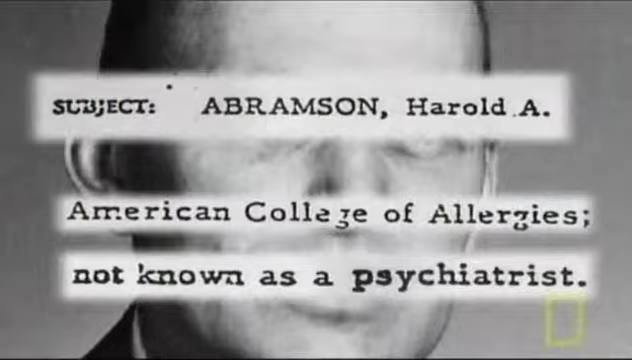 SUBJECT: ABRAMSON, Harold A.
American College of Allergies;
not known as a psychiatrist.